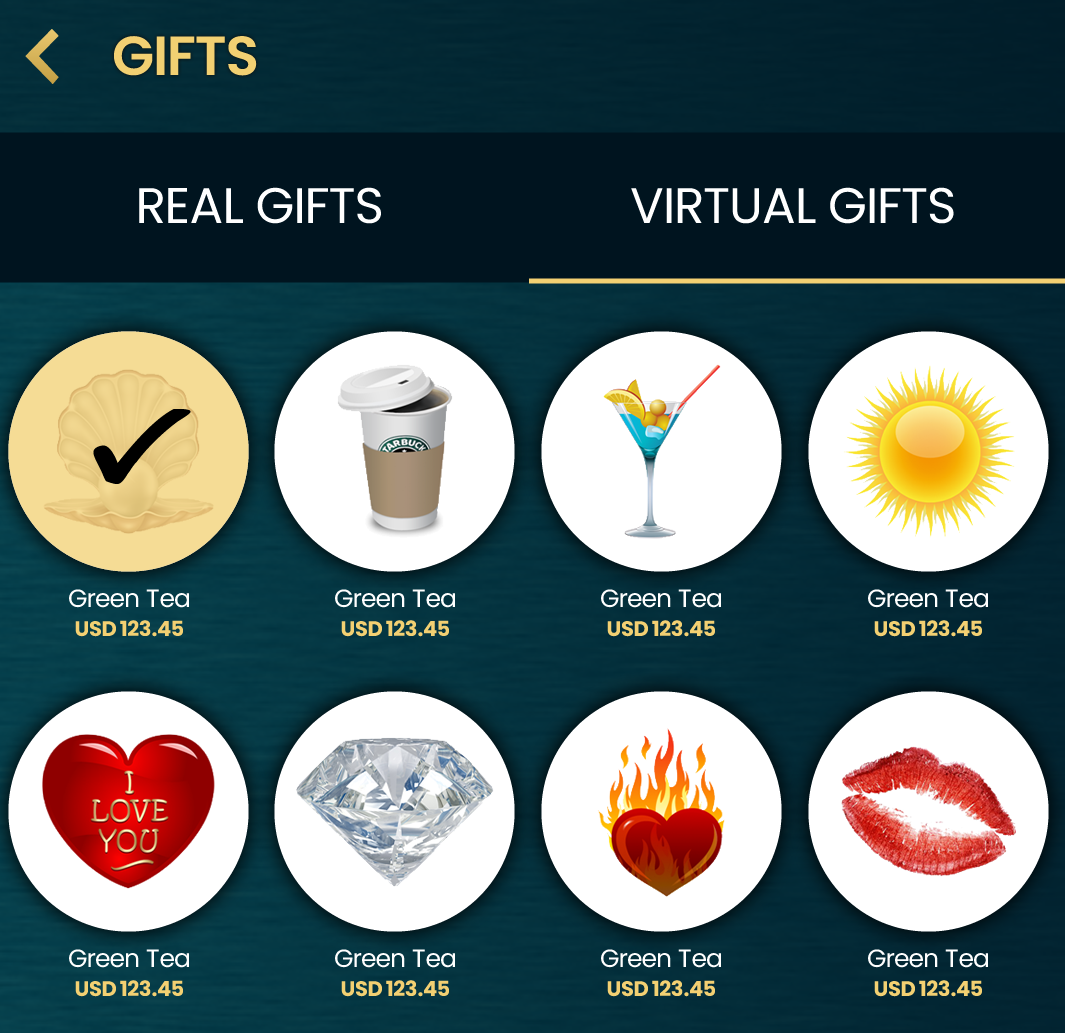 GIFTS
REAL GIFTS VIRTUAL GIFTS
TARBUCK
Green Tea Green Tea Green Tea Green Tea
USD 123.45 USD 123.45 USD 123.45 USD 123.45
I
LOVE
YOU
Green Tea Green Tea Green Tea Green Tea
USD 123.45 USD 123.45 USD 123.45 USD 123.45